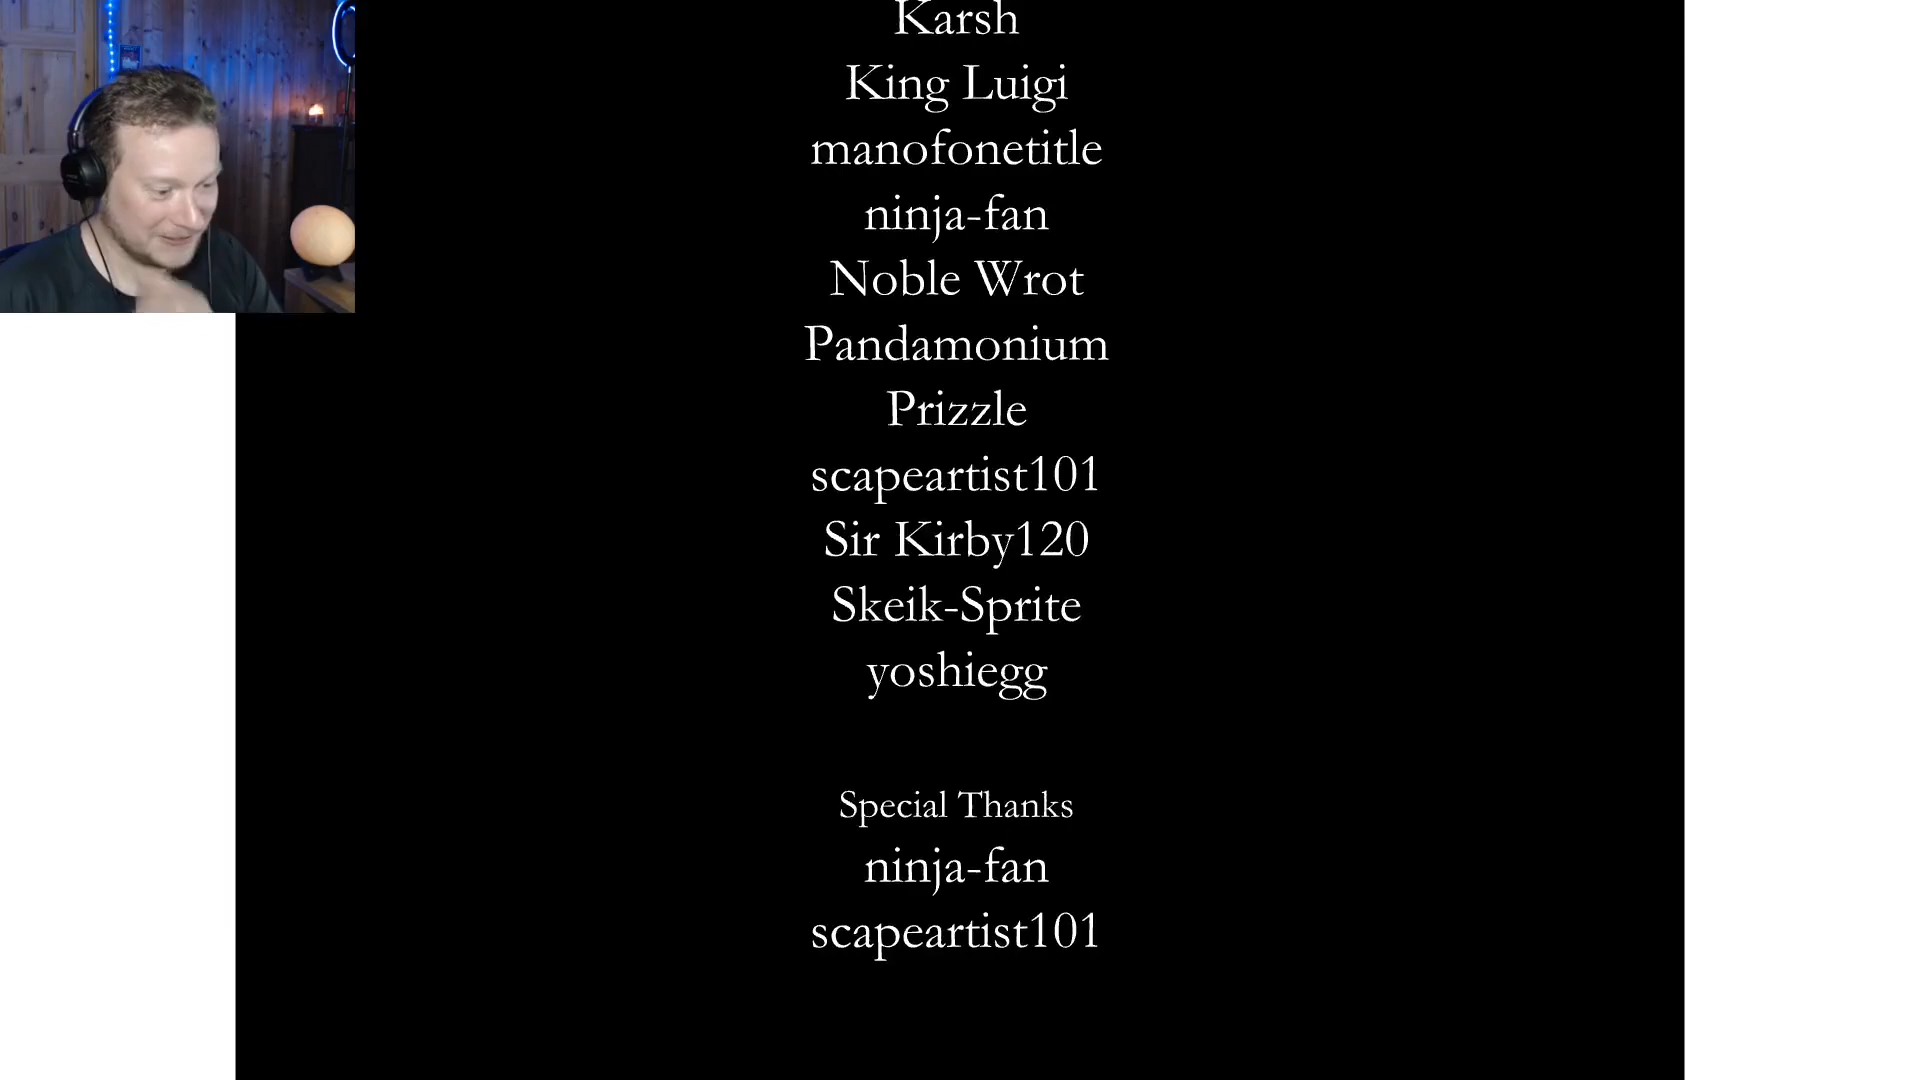 Karsh
King Luigi
manofonetitle
ninja-fan
Noble Wrot
Pandamonium
Prizzle
scapeartist101
Sir Kirby120
Skeik-Sprite
yoshiegg
Special Thanks
ninja-fan
scapeartist101